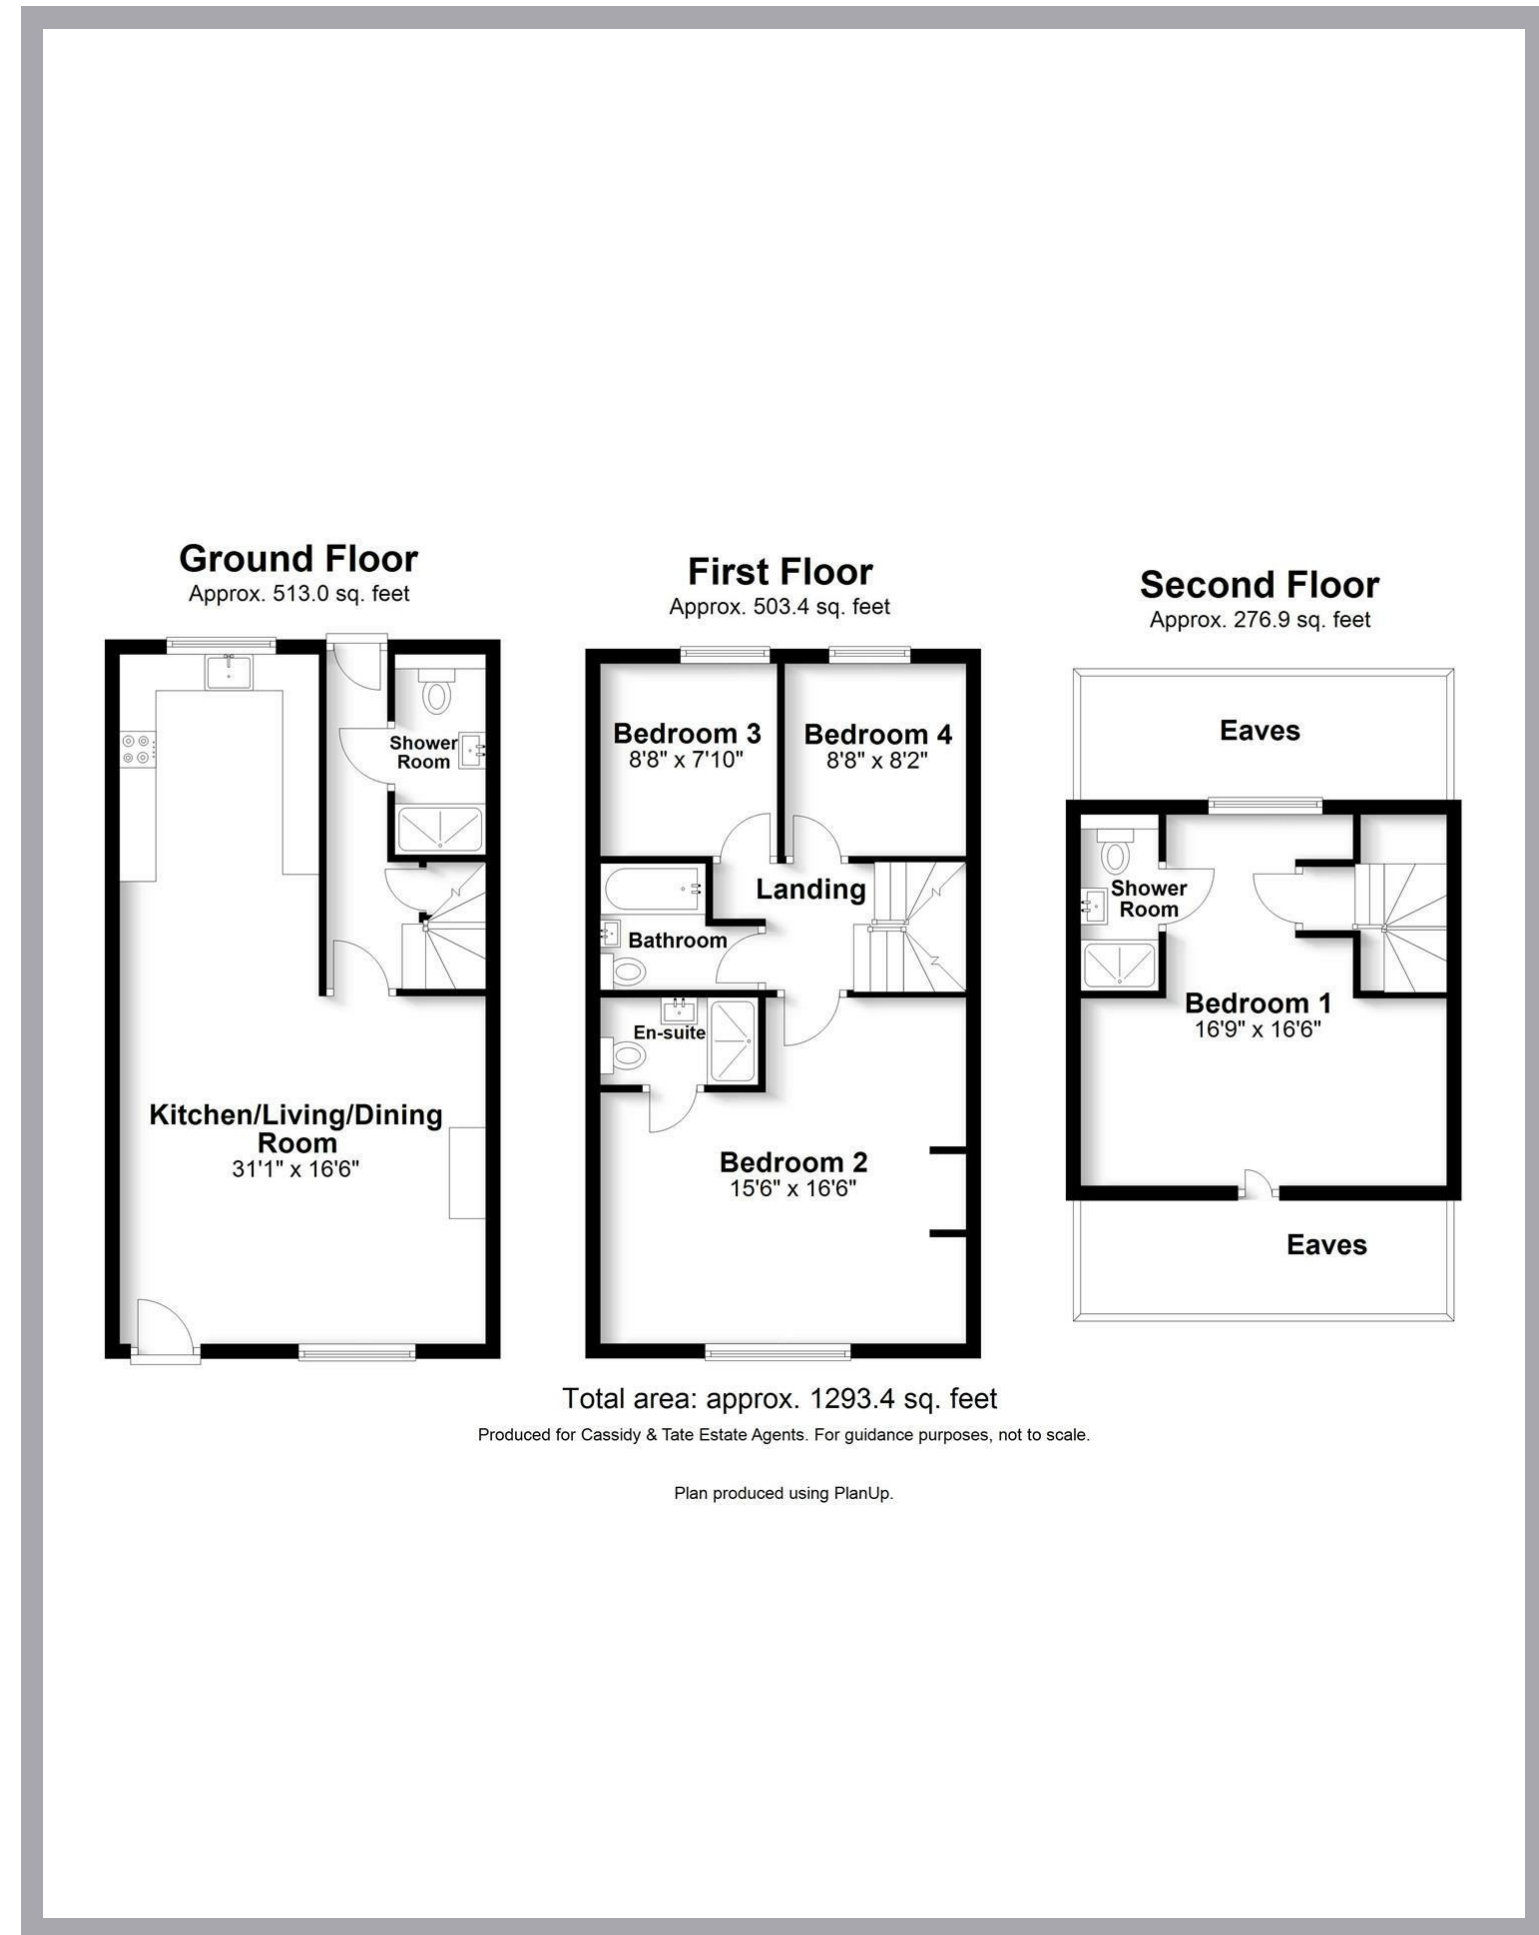 Ground Floor
Approx. 513.0 sq. feet
Shower
Room
Kitchen/Living/Dining
Room
31'1" x 16'6"
First Floor
Approx. 503.4 sq. feet
Bedroom 3
8'8" x 7'10"
Bedroom 4
8'8" x 8'2"
Landing
Bathroom
En-suite
Bedroom 2
15'6" x 16'6"
Second Floor
Approx. 276.9 sq. feet
Eaves
Shower
Room
Bedroom 1
16'9" x 16'6"
Eaves
Total area: approx. 1293.4 sq. feet
Produced for Cassidy & Tate Estate Agents. For guidance purposes, not to scale.
Plan produced using PlanUp.